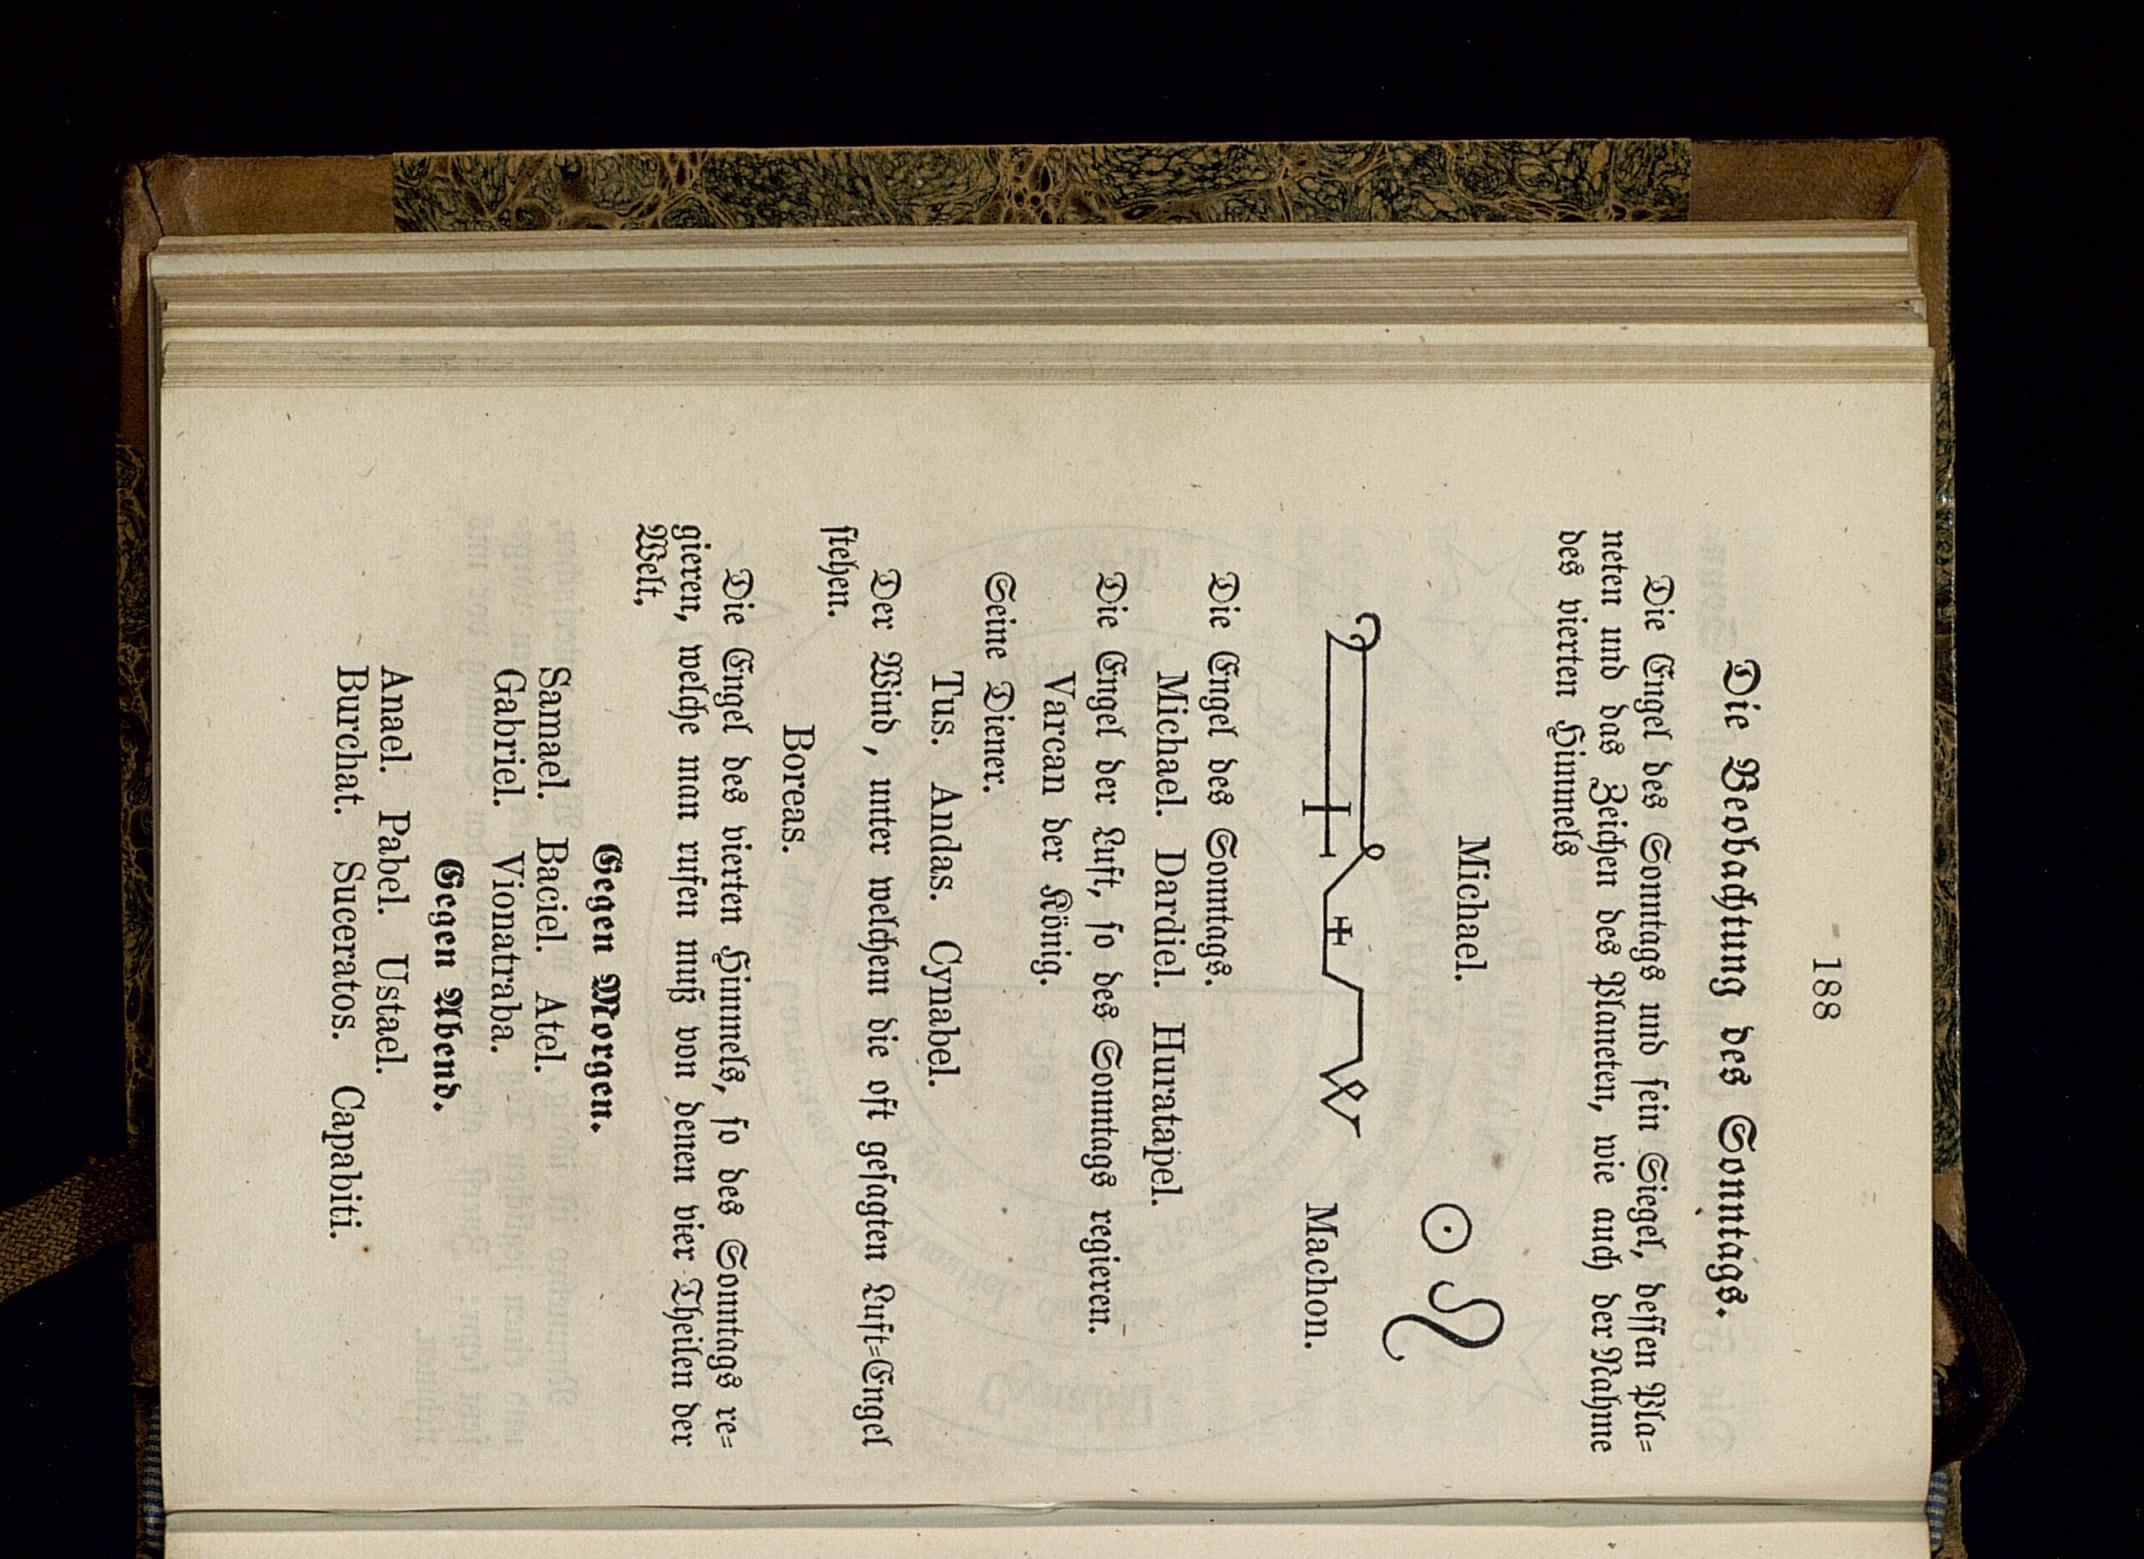 188
Die Beobachtung des Sonntags.
Die Engel des Sonntags und sein Siegel, dessen Pla=
neten und das Zeichen des Planeten, wie auch der Nahme
des vierten Himmels
Michael.
Machon.
Die Engel des Sonntags.
Michael. Dardiel. Huratapel.
Die Engel der Luft, so des Sonntags regieren.
Varcan der König.
Seine Diener.
Tus. Andas. Cynabel.
Der Wind, unter welchem die oft gesagten Luft=Engel
stehen.
Boreas.
Die Engel des vierten Himmels, so des Sonntags re=
gieren, welche man rufen muß von denen vier Theilen der
Welt,
Gegen Morgen.
Samael. Baciel. Atel.
Gabriel. Vionatraba.
Gegen Abend.
Anael. Pabel. Ustael.
Burchat. Suceratos. Capabiti.